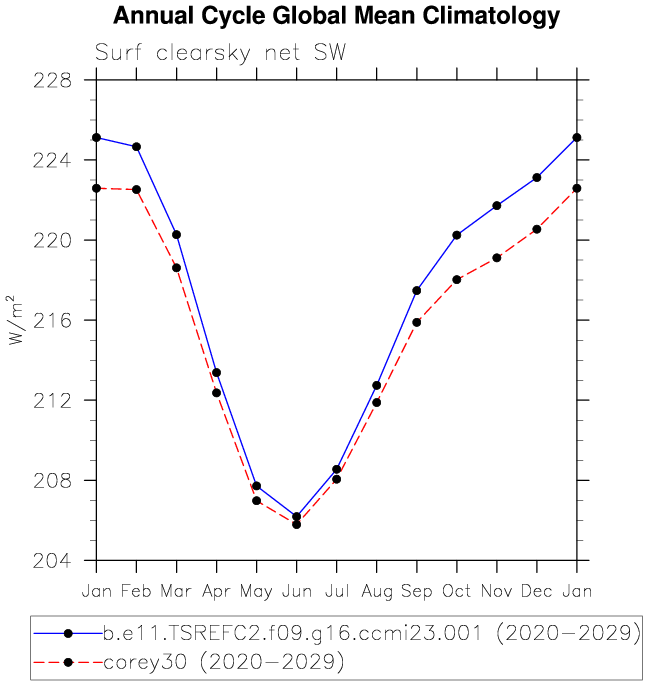 Annual Cycle Global Mean Climatology
Surf clearsky net SW
228
224
220
216
212
208
204
W/m²
Jan Feb Mar Apr May Jun Jul Aug Sep Oct Nov Dec Jan
b.e11.TSREFC2.f09.g16.ccmi23.001 (2020-2029)
corey30 (2020-2029)